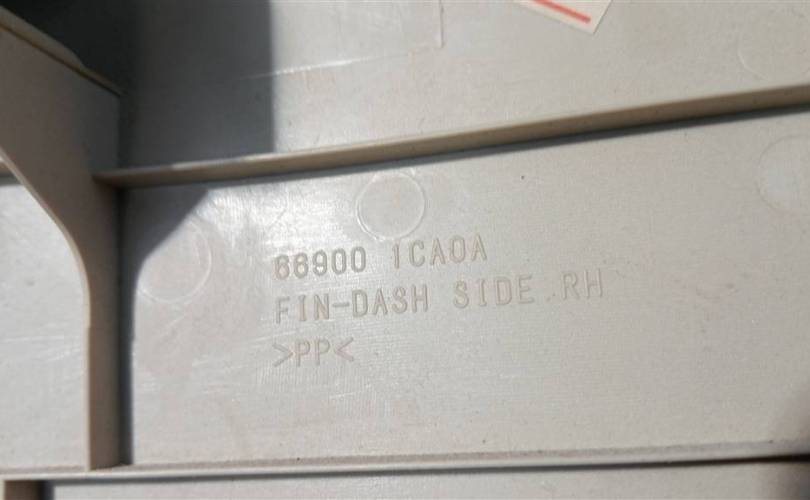 66900 1CA0A
FIN-DASH SIDE.RH
>PP<